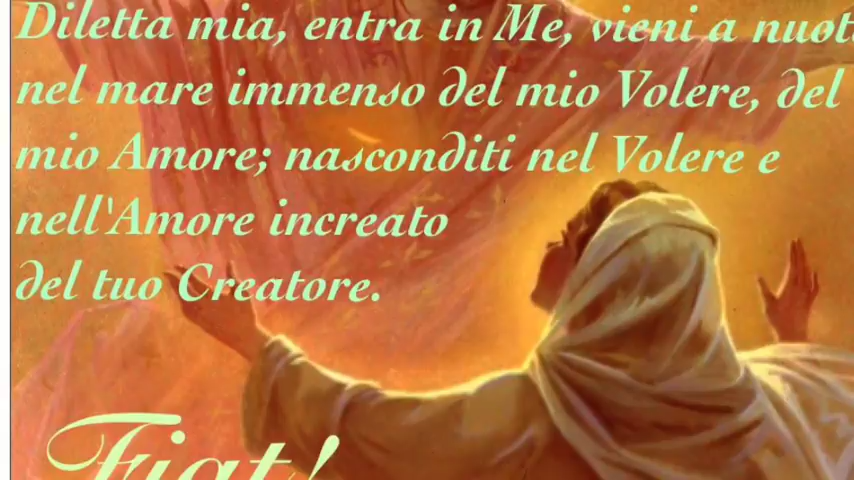 Diletta mia, entra in Me, vieni a nuot
nel mare immenso del mio Volere, del
mio Amore; nasconditi nel Volere e
nell'Amore increato
del tuo Creatore.
Fiat!